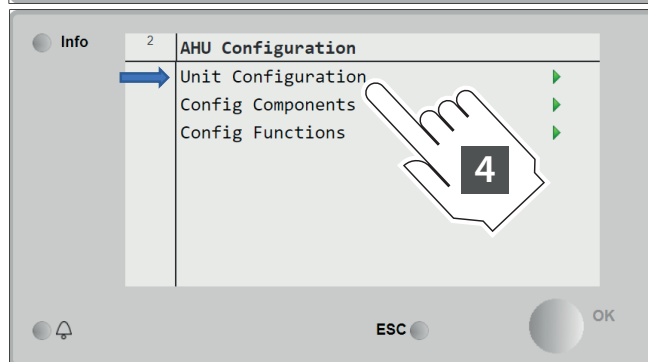 Info
2
AHU Configuration
Unit Configuration
Config Components
Config Functions
4
ESC
OK